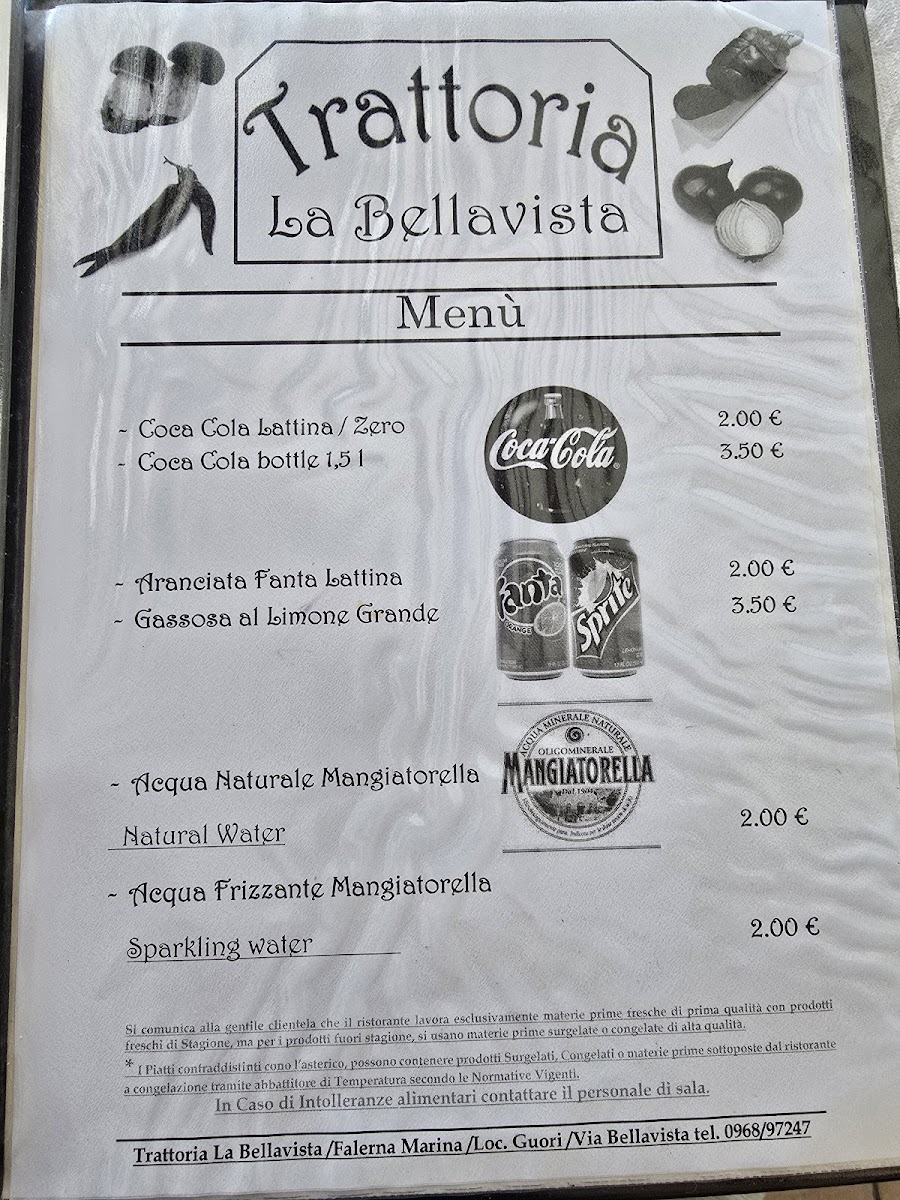 Trattoria
La Bellavista
Menù
- Coca Cola Lattina / Zero 2.00 €
- Coca Cola bottle 1,5 l 3.50 €
Coca-Cola
- Aranciata Fanta Lattina 2.00 €
- Gassosa al Limone Grande 3.50 €
Fanta
ORANGE
Sprite
ACQUA MINERALE NATURALE
OLIGOMINERALE
MANGIATORELLA
Dal 1904
- Acqua Naturale Mangiatorella
Natural Water 2.00 €
- Acqua Frizzante Mangiatorella
Sparkling water 2.00 €
Si comunica alla gentile clientela che il ristorante lavora esclusivamente materie prime fresche di prima qualità con prodotti
freschi di Stagione, ma per i prodotti fuori stagione, si usano materie prime surgelate o congelate di alta qualità.
* I Piatti contraddistinti cono l'asterico, possono contenere prodotti Surgelati, Congelati o materie prime sottoposte dal ristorante
a congelazione tramite abbattitore di Temperatura secondo le Normative Vigenti.
In Caso di Intolleranze alimentari contattare il personale di sala.
Trattoria La Bellavista /Falerna Marina /Loc. Guori /Via Bellavista tel. 0968/97247